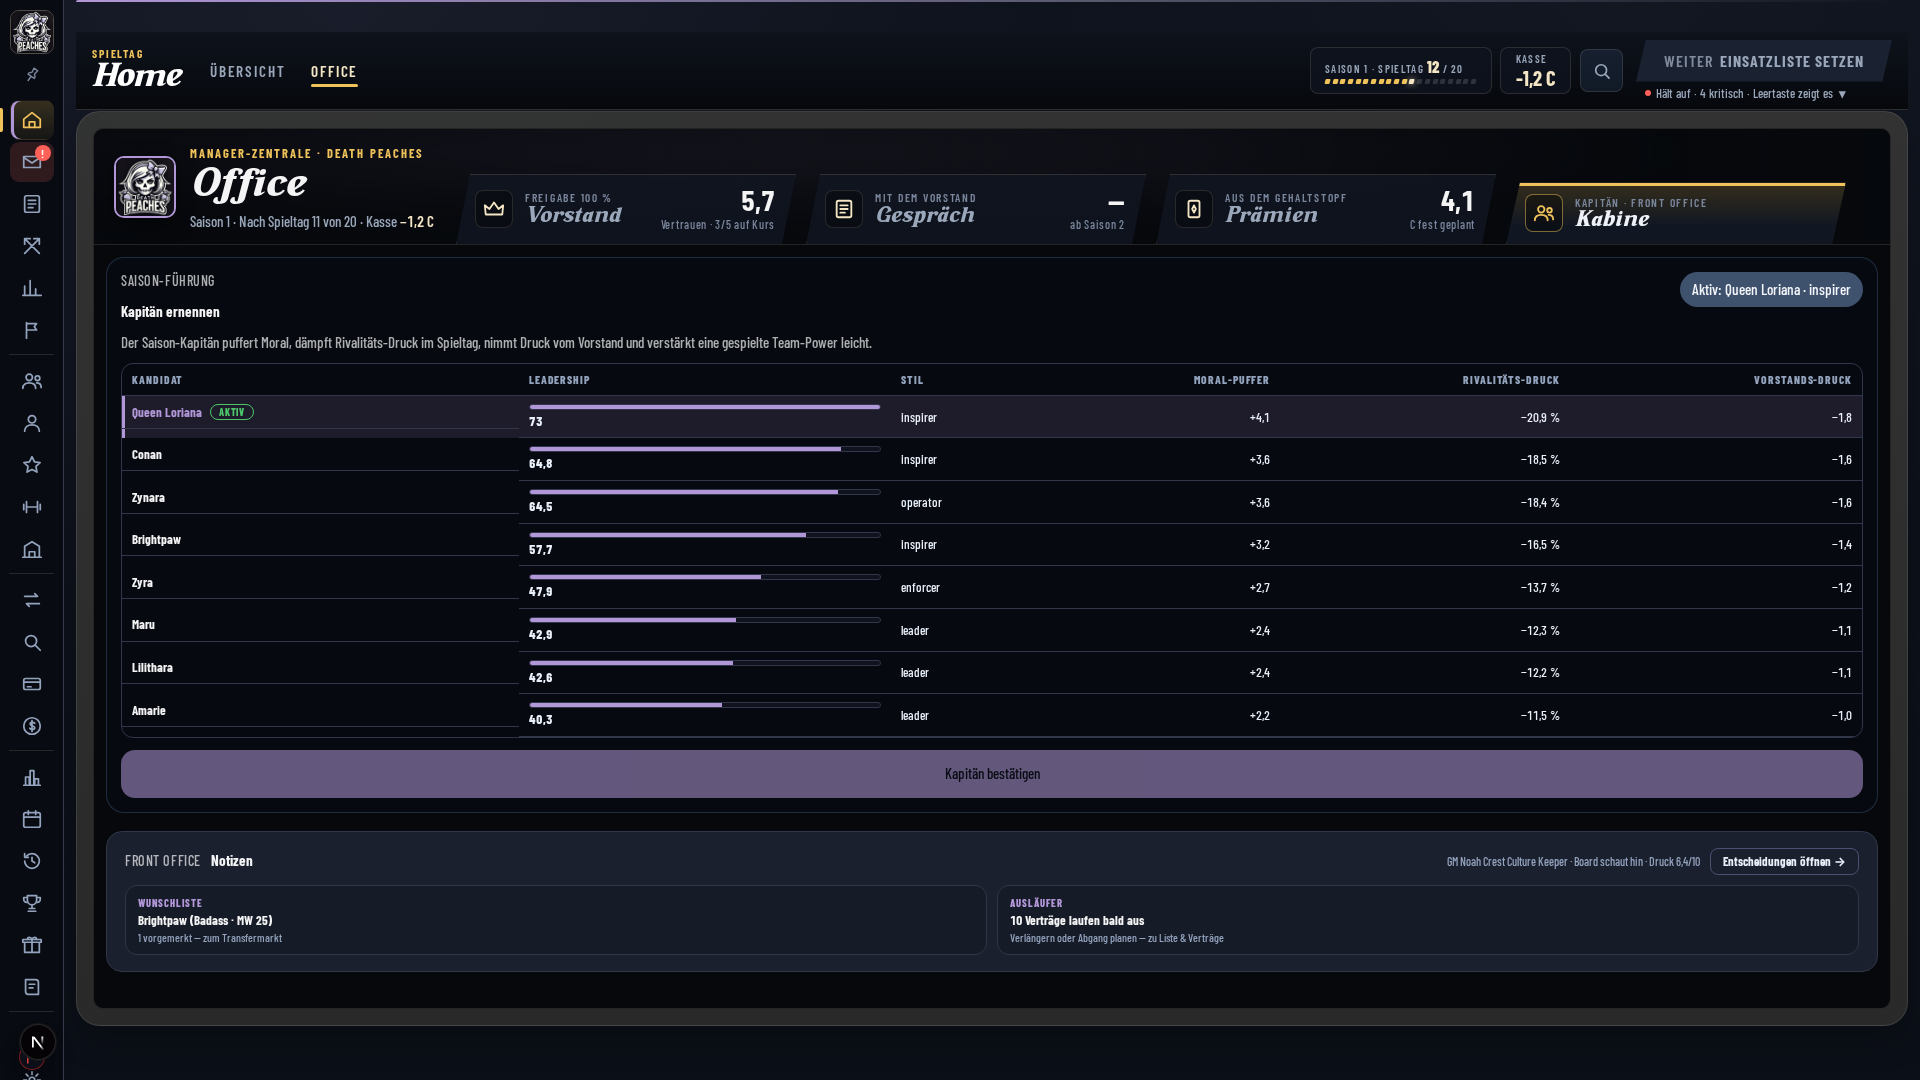 PEACHES
SPIELTAG
Home
ÜBERSICHT
OFFICE
SAISON 1 · SPIELTAG 12 / 20
KASSE
-1,2 C
WEITER EINSATZLISTE SETZEN
Hält auf · 4 kritisch · Leertaste zeigt es ▼
MANAGER-ZENTRALE · DEATH PEACHES
Office
Saison 1 · Nach Spieltag 11 von 20 · Kasse −1,2 C
PEACHES
FREIGABE 100 %
Vorstand
5,7
Vertrauen · 3/5 auf Kurs
MIT DEM VORSTAND
Gespräch
–
ab Saison 2
AUS DEM GEHALTSTOPF
Prämien
4,1
C fest geplant
KAPITÄN · FRONT OFFICE
Kabine
SAISON-FÜHRUNG
Kapitän ernennen
Der Saison-Kapitän puffert Moral, dämpft Rivalitäts-Druck im Spieltag, nimmt Druck vom Vorstand und verstärkt eine gespielte Team-Power leicht.
Aktiv: Queen Loriana · inspirer
KANDIDAT LEADERSHIP STIL MORAL-PUFFER RIVALITÄTS-DRUCK VORSTANDS-DRUCK
Queen Loriana AKTIV 73 inspirer +4,1 −20,9 % −1,8
Conan 64,8 inspirer +3,6 −18,5 % −1,6
Zynara 64,5 operator +3,6 −18,4 % −1,6
Brightpaw 57,7 inspirer +3,2 −16,5 % −1,4
Zyra 47,9 enforcer +2,7 −13,7 % −1,2
Maru 42,9 leader +2,4 −12,3 % −1,1
Lilithara 42,6 leader +2,4 −12,2 % −1,1
Amarie 40,3 leader +2,2 −11,5 % −1,0
Kapitän bestätigen
FRONT OFFICE Notizen
GM Noah Crest Culture Keeper · Board schaut hin · Druck 6,4/10
Entscheidungen öffnen →
WUNSCHLISTE
Brightpaw (Badass · MW 25)
1 vorgemerkt — zum Transfermarkt
AUSLÄUFER
10 Verträge laufen bald aus
Verlängern oder Abgang planen — zu Liste & Verträge
N